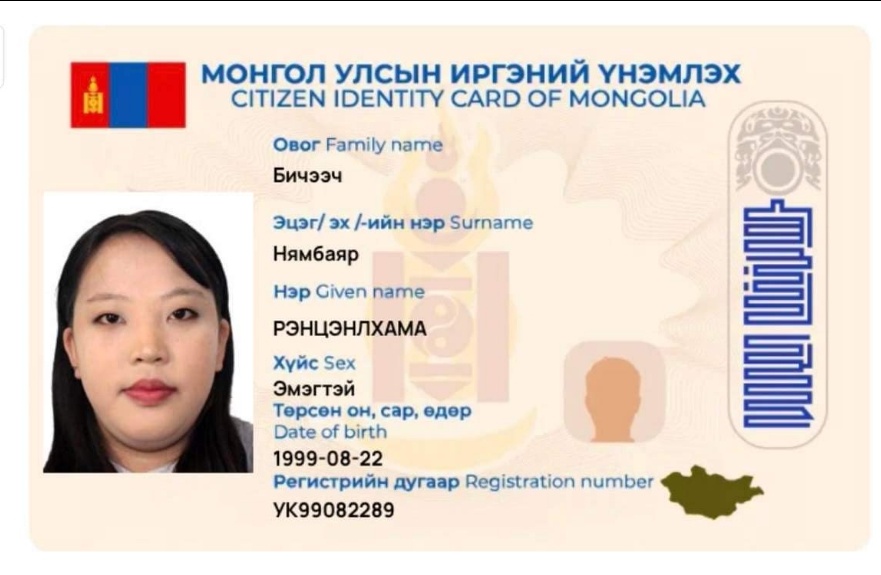 МОНГОЛ УЛСЫН ИРГЭНИЙ ҮНЭМЛЭХ
CITIZEN IDENTITY CARD OF MONGOLIA
Овог Family name
Бичээч
Эцэг/ эх /-ийн нэр Surname
Нямбаяр
Нэр Given name
РЭНЦЭНЛХАМА
Хүйс Sex
Эмэгтэй
Төрсөн он, сар, өдөр
Date of birth
1999-08-22
Регистрийн дугаар Registration number
УК99082289